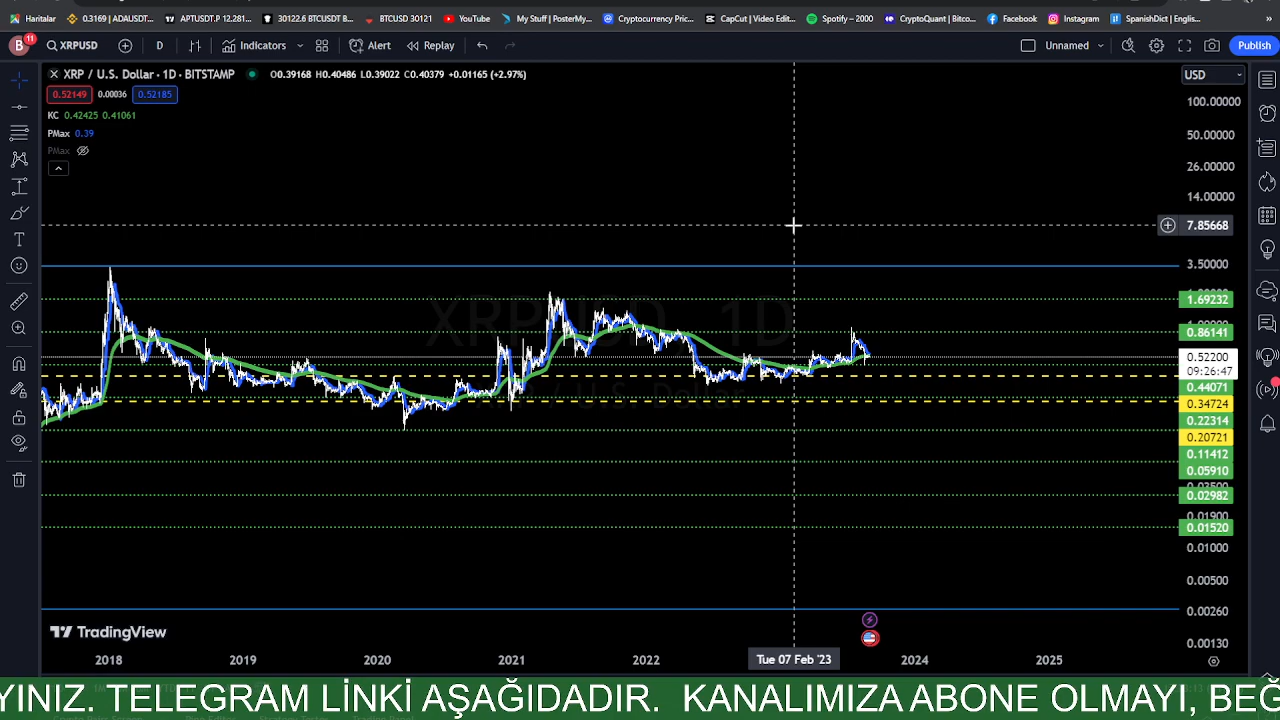 Haritalar 0.3169 | ADAUSDT... APTUSDT.P 12.281... 30122.6 BTCUSDT B... BTCUSD 30121 YouTube My Stuff | PosterMy... Cryptocurrency Pric... CapCut | Video Edit... Spotify – 2000 CryptoQuant | Bitco... Facebook Instagram SpanishDict | Englis... »
B 11 XRPUSD D Indicators Alert Replay Unnamed Publish
XRP / U.S. Dollar · 1D · BITSTAMP O0.39168 H0.40486 L0.39022 C0.40379 +0.01165 (+2.97%) USD
0.52149 0.00036 0.52185
KC 0.42425 0.41061
PMax 0.39
PMax
100.00000
50.00000
26.00000
14.00000
7.85668
3.50000
1.69232
0.86141
0.52200
09:26:47
0.44071
0.34724
0.22314
0.20721
0.11412
0.05910
0.02982
0.01900
0.01520
0.01000
0.00500
0.00260
0.00130
XRPUSD, 1D
XRP / U.S. Dollar
TradingView
2018 2019 2020 2021 2022 Tue 07 Feb '23 2024 2025
YINIZ. TELEGRAM LİNKİ AŞAĞIDADIR. KANALIMIZA ABONE OLMAYI, BEĞ